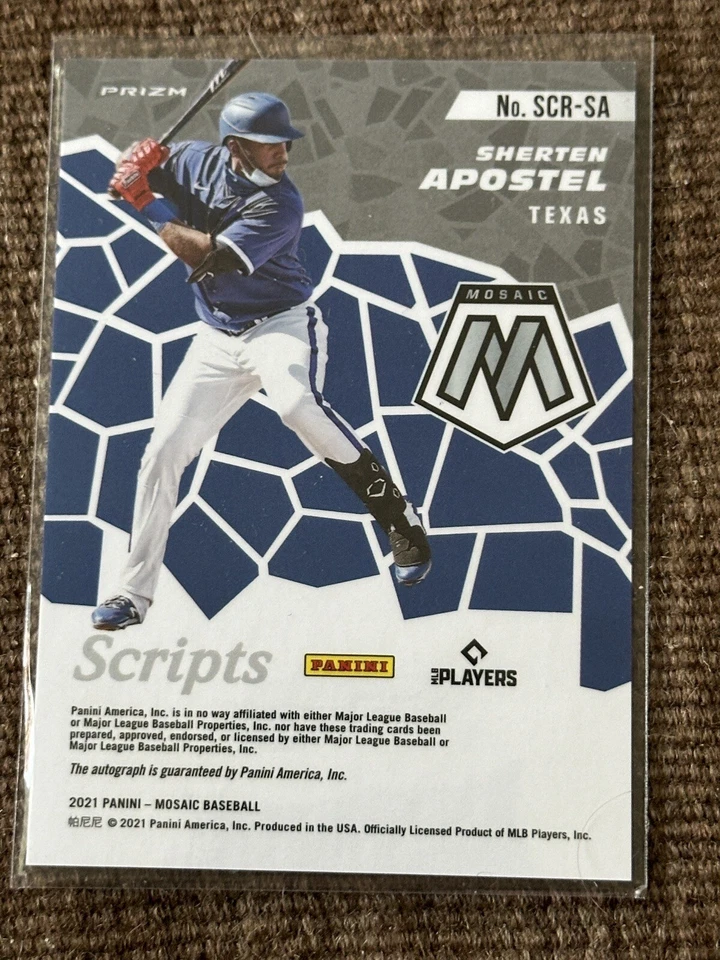 PRIZM
No. SCR-SA
SHERTEN
APOSTEL
TEXAS
MOSAIC
M
Scripts
PANINI
MLB PLAYERS
Panini America, Inc. is in no way affiliated with either Major League Baseball
or Major League Baseball Properties, Inc. nor have these trading cards been
prepared, approved, endorsed, or licensed by either Major League Baseball or
Major League Baseball Properties, Inc.
The autograph is guaranteed by Panini America, Inc.
2021 PANINI – MOSAIC BASEBALL
帕尼尼 © 2021 Panini America, Inc. Produced in the USA. Officially Licensed Product of MLB Players, Inc.